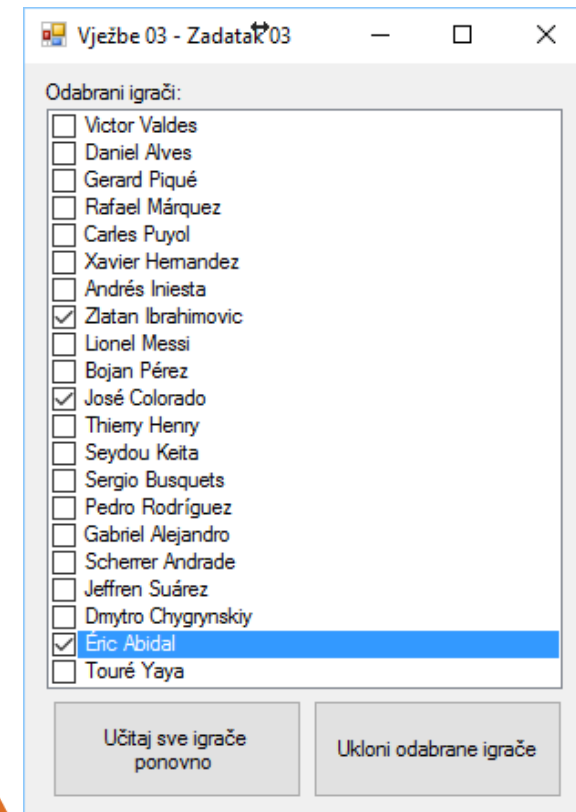 Vježbe 03 - Zadatak 03
Odabrani igrači:
Victor Valdes
Daniel Alves
Gerard Piqué
Rafael Márquez
Carles Puyol
Xavier Hernandez
Andrés Iniesta
Zlatan Ibrahimovic
Lionel Messi
Bojan Pérez
José Colorado
Thierry Henry
Seydou Keita
Sergio Busquets
Pedro Rodríguez
Gabriel Alejandro
Scherrer Andrade
Jeffren Suárez
Dmytro Chygrynskiy
Éric Abidal
Touré Yaya
Učitaj sve igrače
ponovno
Ukloni odabrane igrače